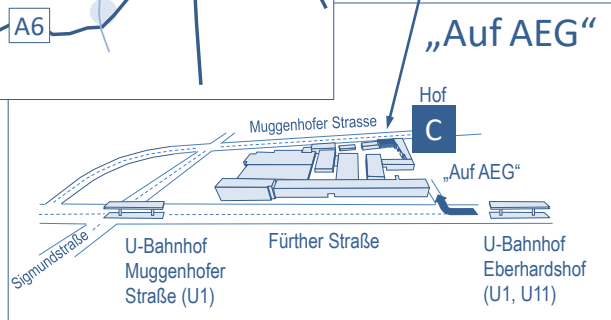 A6
„Auf AEG“
Hof
C
Muggenhofer Strasse
„Auf AEG“
Sigmundstraße
U-Bahnhof
Muggenhofer
Straße (U1)
Fürther Straße
U-Bahnhof
Eberhardshof
(U1, U11)